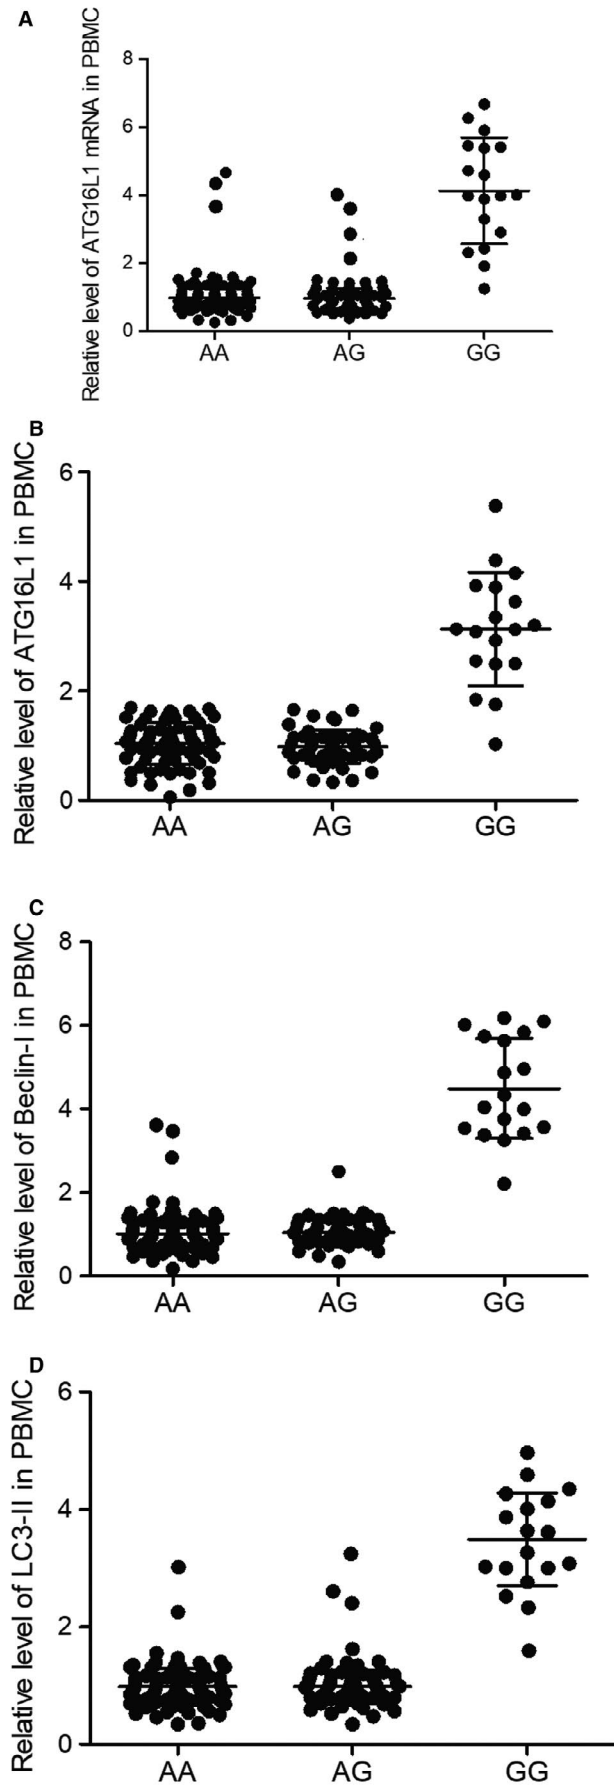 A
Relative level of ATG16L1 mRNA in PBMC
8
6
4
2
0
AA AG GG
B
Relative level of ATG16L1 in PBMC
6
4
2
0
AA AG GG
C
Relative level of Beclin-I in PBMC
8
6
4
2
0
AA AG GG
D
Relative level of LC3-II in PBMC
6
4
2
0
AA AG GG